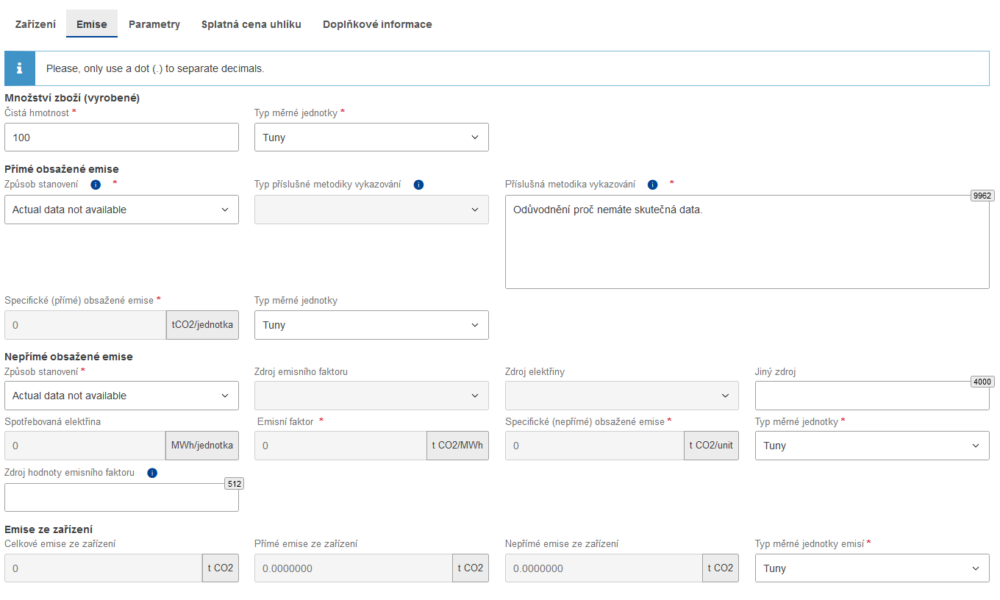 Zařízení Emise Parametry Splatná cena uhlíku Doplňkové informace
i Please, only use a dot (.) to separate decimals.
Množství zboží (vyrobené)
Čistá hmotnost * Typ měrné jednotky *
100 Tuny
Přímé obsažené emise
Způsob stanovení i * Typ příslušné metodiky vykazování i Příslušná metodika vykazování i *
9962
Actual data not available Odůvodnění proč nemáte skutečná data.
Specifické (přímé) obsažené emise * Typ měrné jednotky
0 tCO2/jednotka Tuny
Nepřímé obsažené emise
Způsob stanovení * Zdroj emisního faktoru Zdroj elektřiny Jiný zdroj
4000
Actual data not available
Spotřebovaná elektřina Emisní faktor * Specifické (nepřímé) obsažené emise * Typ měrné jednotky *
0 MWh/jednotka 0 t CO2/MWh 0 t CO2/unit Tuny
Zdroj hodnoty emisního faktoru i
512
Emise ze zařízení
Celkové emise ze zařízení Přímé emise ze zařízení Nepřímé emise ze zařízení Typ měrné jednotky emisí *
0 t CO2 0.0000000 t CO2 0.0000000 t CO2 Tuny